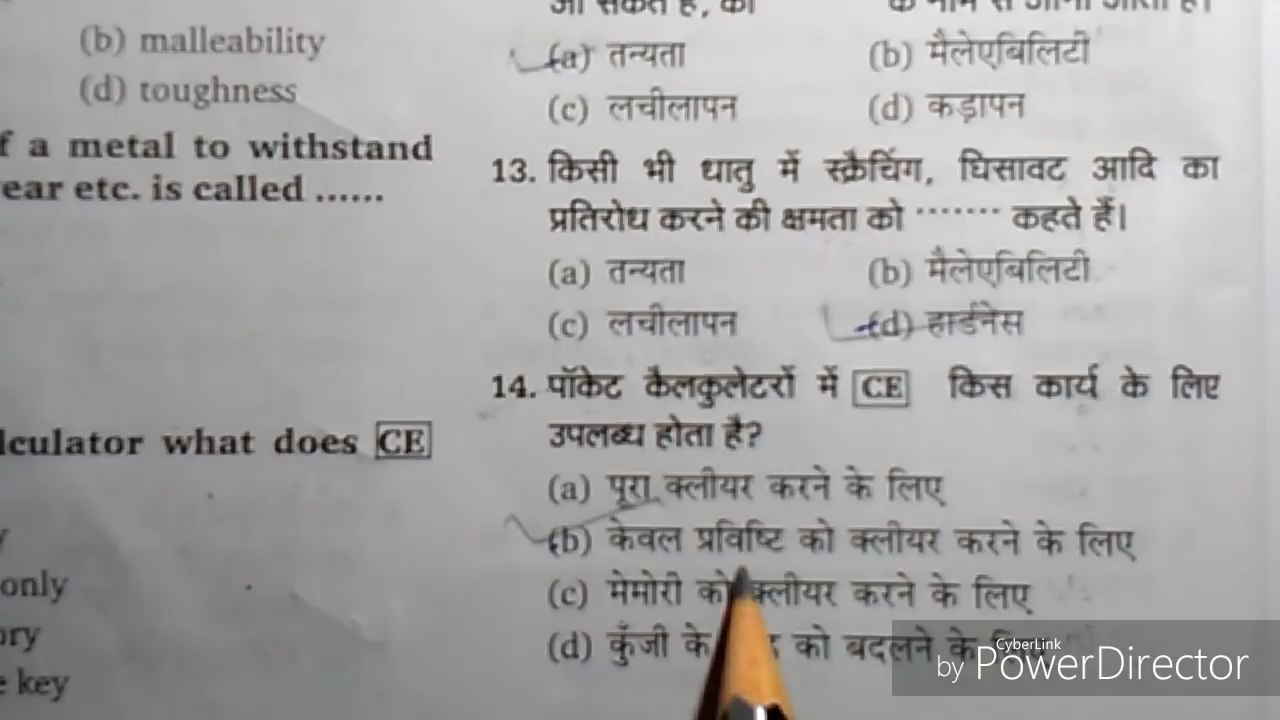 (b) malleability
(d) toughness
f a metal to withstand
ear etc. is called ......
lculator what does CE
only
ry
key
(a) तन्यता (b) मैलेएबिलिटी
(c) लचीलापन (d) कड़ापन
13. किसी भी धातु में स्क्रैचिंग, घिसावट आदि का
प्रतिरोध करने की क्षमता को ........ कहते हैं।
(a) तन्यता (b) मैलेएबिलिटी
(c) लचीलापन (d) हार्डनेस
14. पॉकेट कैलकुलेटरों में CE किस कार्य के लिए
उपलब्ध होता है?
(a) पूरा क्लीयर करने के लिए
(b) केवल प्रविष्टि को क्लीयर करने के लिए
(c) मेमोरी को क्लीयर करने के लिए
(d) कुँजी के को बदलने के
CyberLink
by PowerDirector